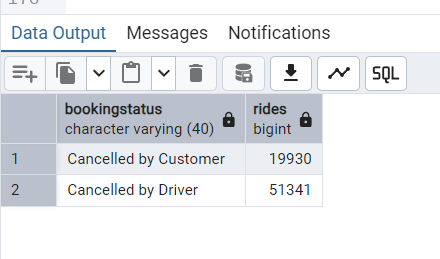 Data Output Messages Notifications
SQL
bookingstatus rides
character varying (40) bigint
1 Cancelled by Customer 19930
2 Cancelled by Driver 51341